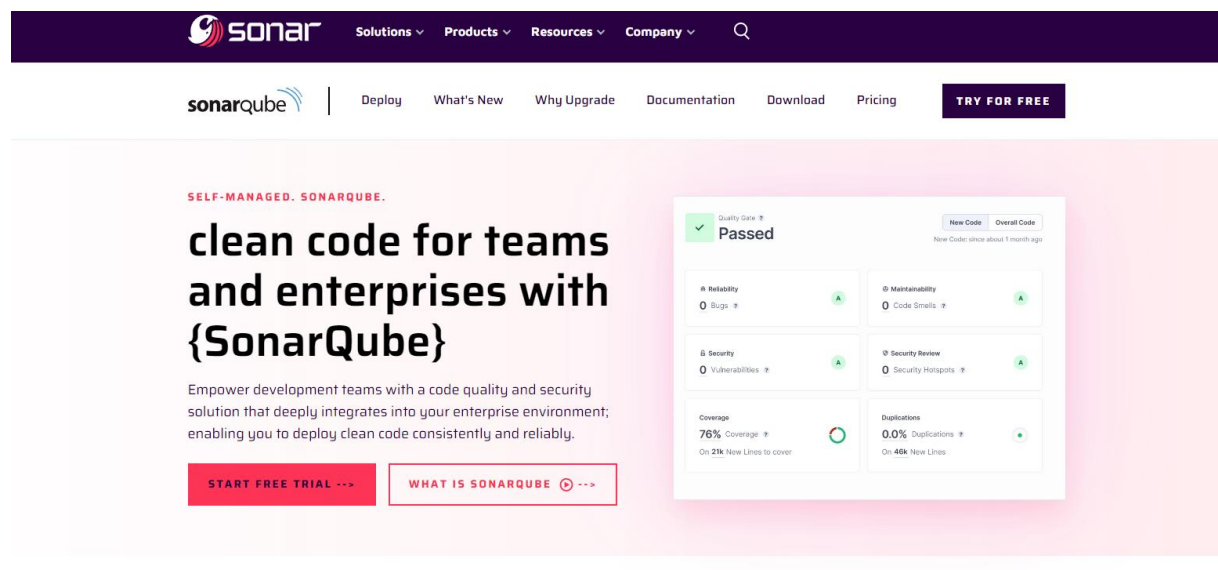 sonar Solutions Products Resources Company
sonarqube Deploy What's New Why Upgrade Documentation Download Pricing TRY FOR FREE
SELF-MANAGED. SONARQUBE.
clean code for teams
and enterprises with
{SonarQube}
Empower development teams with a code quality and security
solution that deeply integrates into your enterprise environment;
enabling you to deploy clean code consistently and reliably.
START FREE TRIAL -->
WHAT IS SONARQUBE -->
Quality Gate ?
Passed
New Code Overall Code
New Code: since about 1 month ago
Reliability
0 Bugs ?
A
Maintainability
0 Code Smells ?
A
Security
0 Vulnerabilities ?
A
Security Review
0 Security Hotspots ?
A
Coverage
76% Coverage ?
On 21k New Lines to cover
Duplications
0.0% Duplications ?
On 46k New Lines